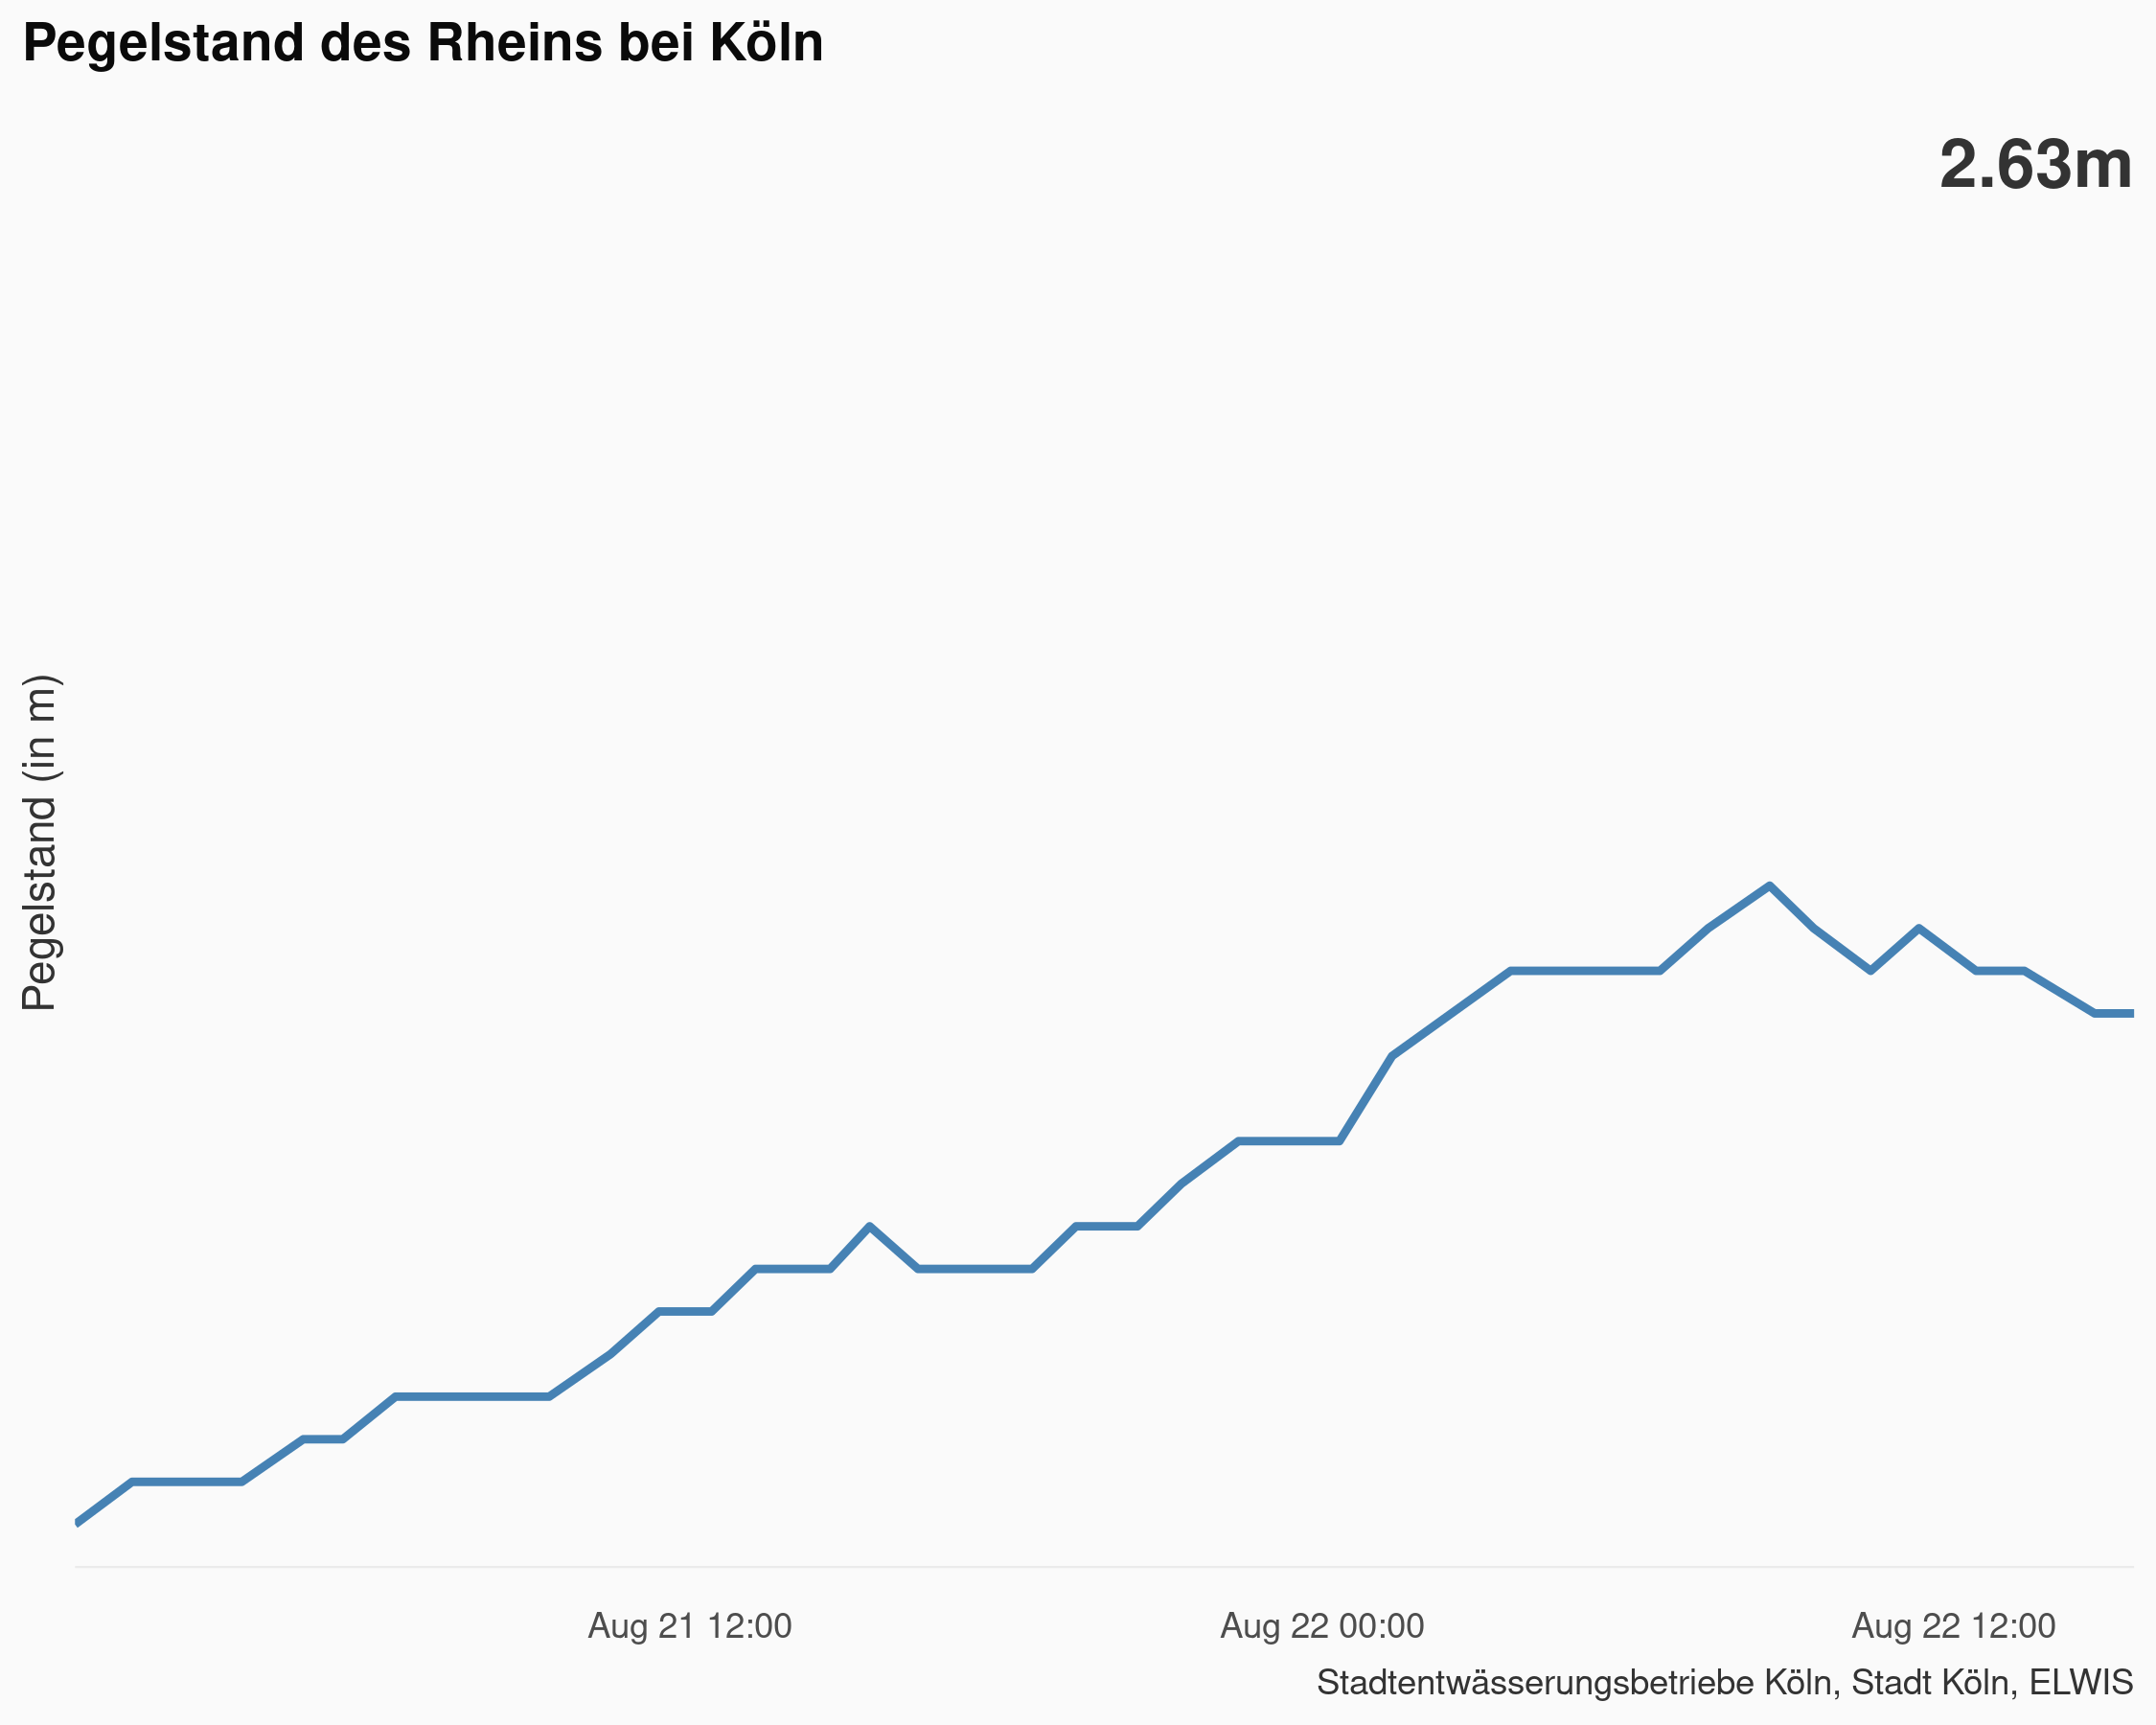 Pegelstand des Rheins bei Köln
2.63m
Pegelstand (in m)
Aug 21 12:00
Aug 22 00:00
Aug 22 12:00
Stadtentwässerungsbetriebe Köln, Stadt Köln, ELWIS